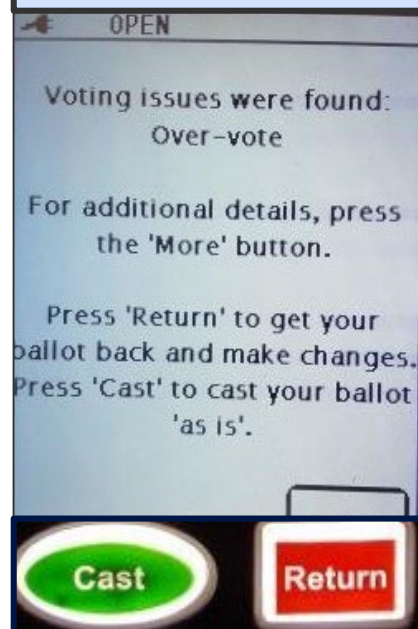 OPEN
Voting issues were found:
Over-vote
For additional details, press
the 'More' button.
Press 'Return' to get your
ballot back and make changes.
Press 'Cast' to cast your ballot
'as is'.
Cast Return